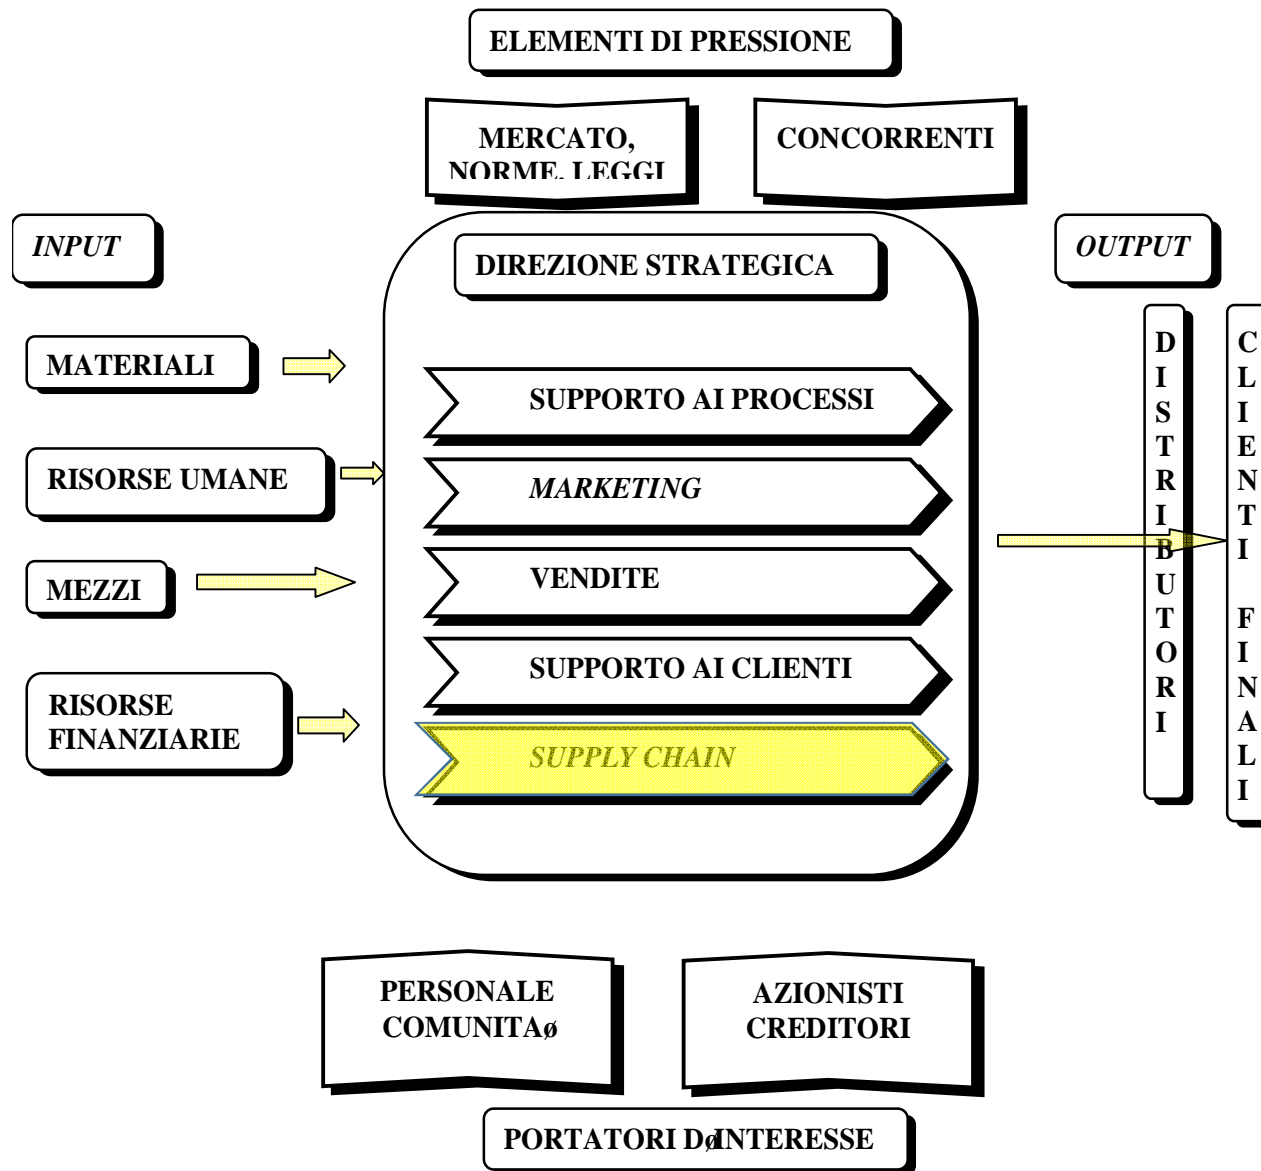 ELEMENTI DI PRESSIONE
MERCATO,
NORME, LEGGI
CONCORRENTI
INPUT
DIREZIONE STRATEGICA
OUTPUT
MATERIALI
RISORSE UMANE
MEZZI
RISORSE
FINANZIARIE
SUPPORTO AI PROCESSI
MARKETING
VENDITE
SUPPORTO AI CLIENTI
SUPPLY CHAIN
DISTRIBUTORI
CLIENTI FINALI
PERSONALE
COMUNITAø
AZIONISTI
CREDITORI
PORTATORI DøINTERESSE